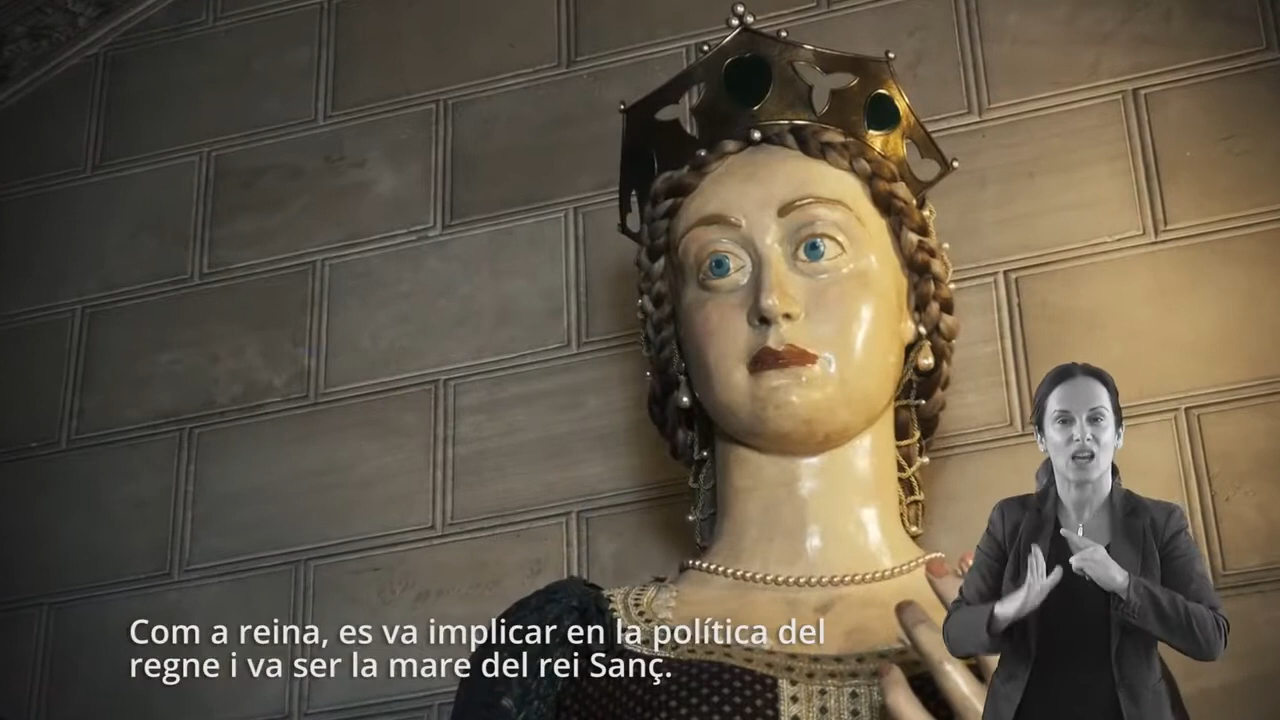 Com a reina, es va implicar en la política del
regne i va ser la mare del rei Sanç.